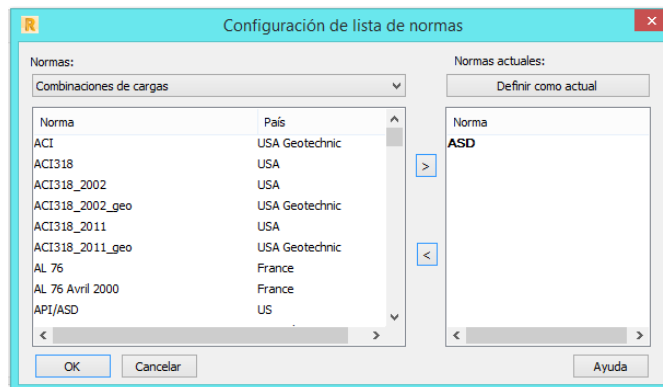 R Configuración de lista de normas
Normas:
Normas actuales:
Combinaciones de cargas
Definir como actual
Norma País
Norma
ACI USA Geotechnic
ASD
ACI318 USA
>
ACI318_2002 USA
ACI318_2002_geo USA Geotechnic
ACI318_2011 USA
ACI318_2011_geo USA Geotechnic
<
AL 76 France
AL 76 Avril 2000 France
API/ASD US
OK Cancelar Ayuda